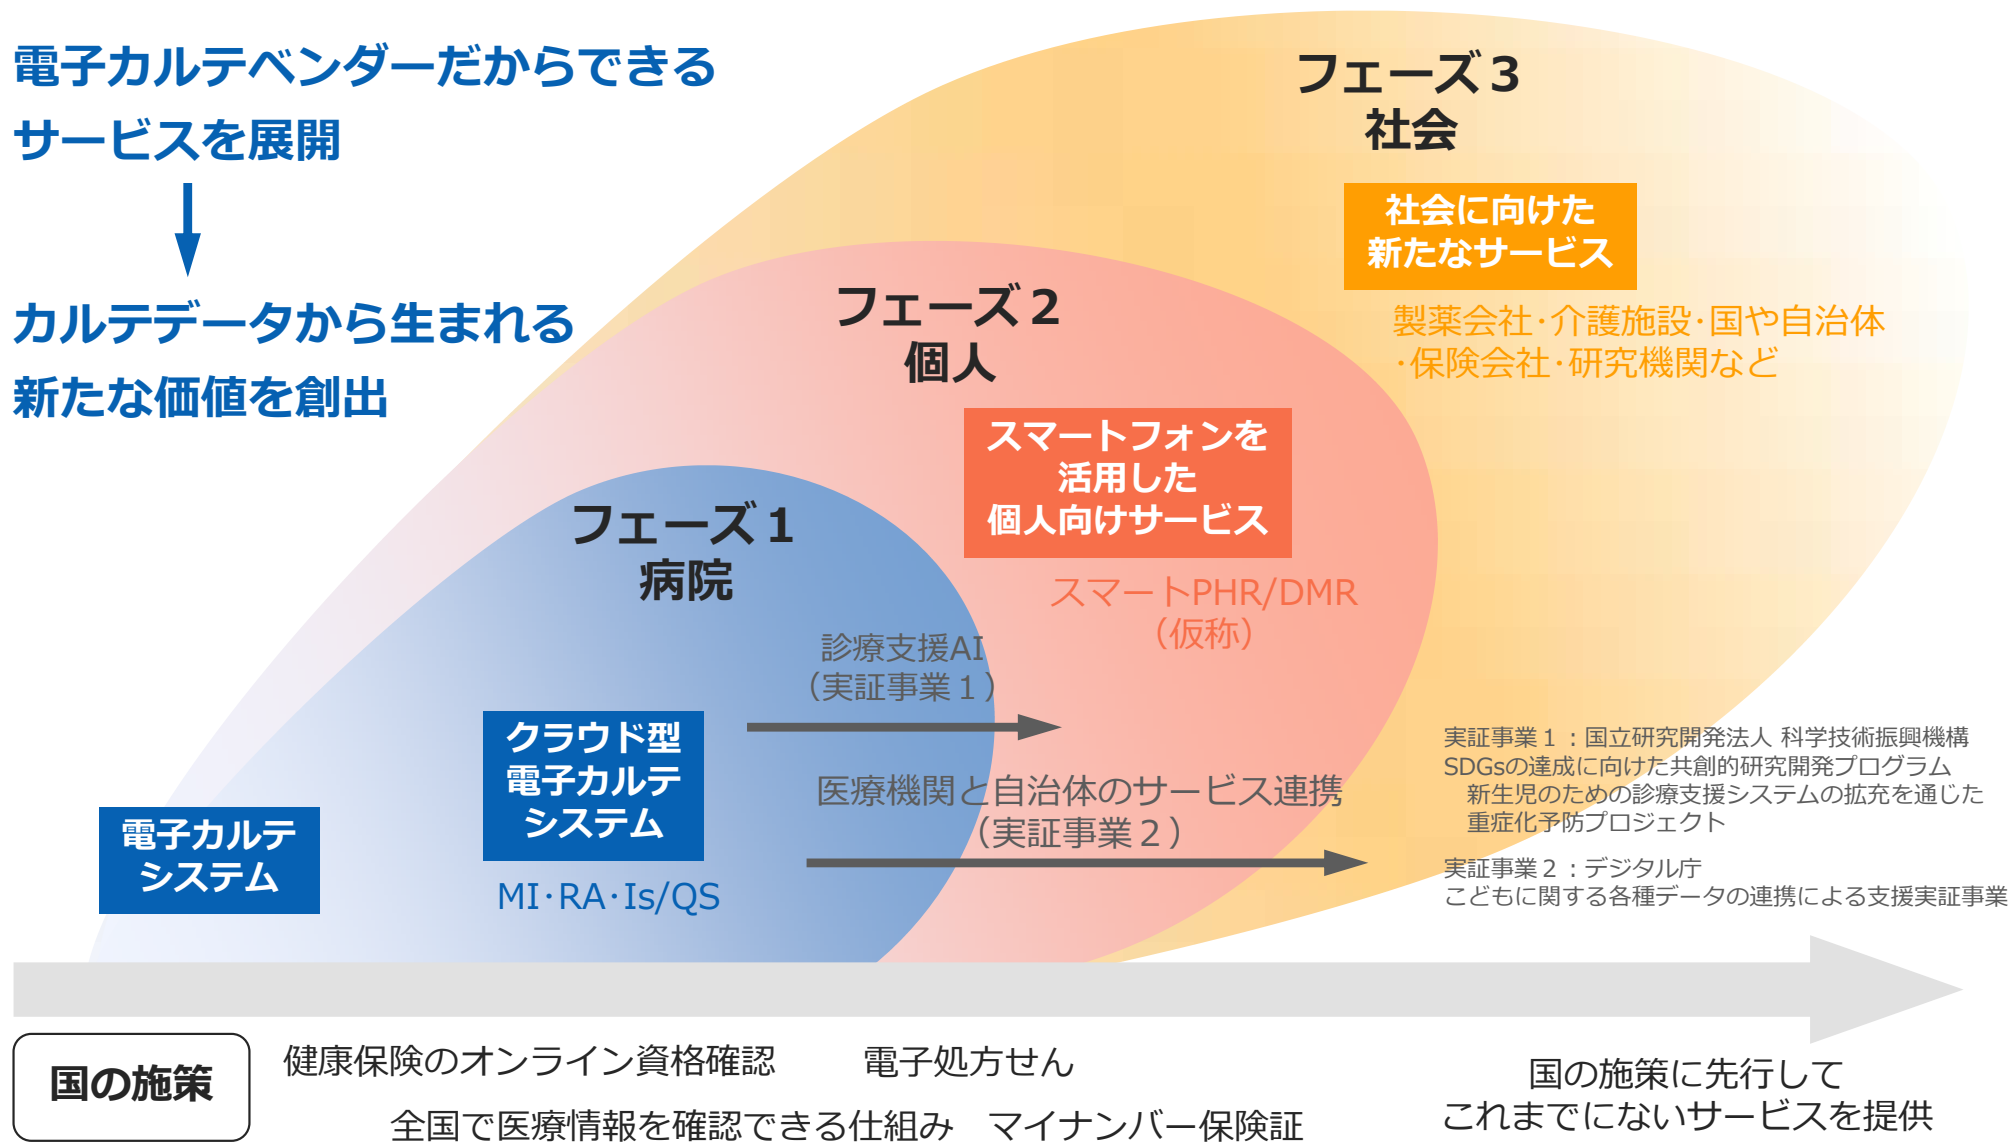 電子カルテベンダーだからできる
サービスを展開
カルテデータから生まれる
新たな価値を創出
フェーズ３
社会
社会に向けた
新たなサービス
製薬会社･介護施設･国や自治体
･保険会社･研究機関など
フェーズ２
個人
スマートフォンを
活用した
個人向けサービス
スマートPHR/DMR
（仮称）
フェーズ１
病院
診療支援AI
（実証事業１）
クラウド型
電子カルテ
システム
MI･RA･Is/QS
電子カルテ
システム
医療機関と自治体のサービス連携
（実証事業２）
実証事業１：国立研究開発法人 科学技術振興機構
SDGsの達成に向けた共創的研究開発プログラム
新生児のための診療支援システムの拡充を通じた
重症化予防プロジェクト
実証事業２：デジタル庁
こどもに関する各種データの連携による支援実証事業
国の施策
健康保険のオンライン資格確認　電子処方せん
全国で医療情報を確認できる仕組み　マイナンバー保険証
国の施策に先行して
これまでにないサービスを提供